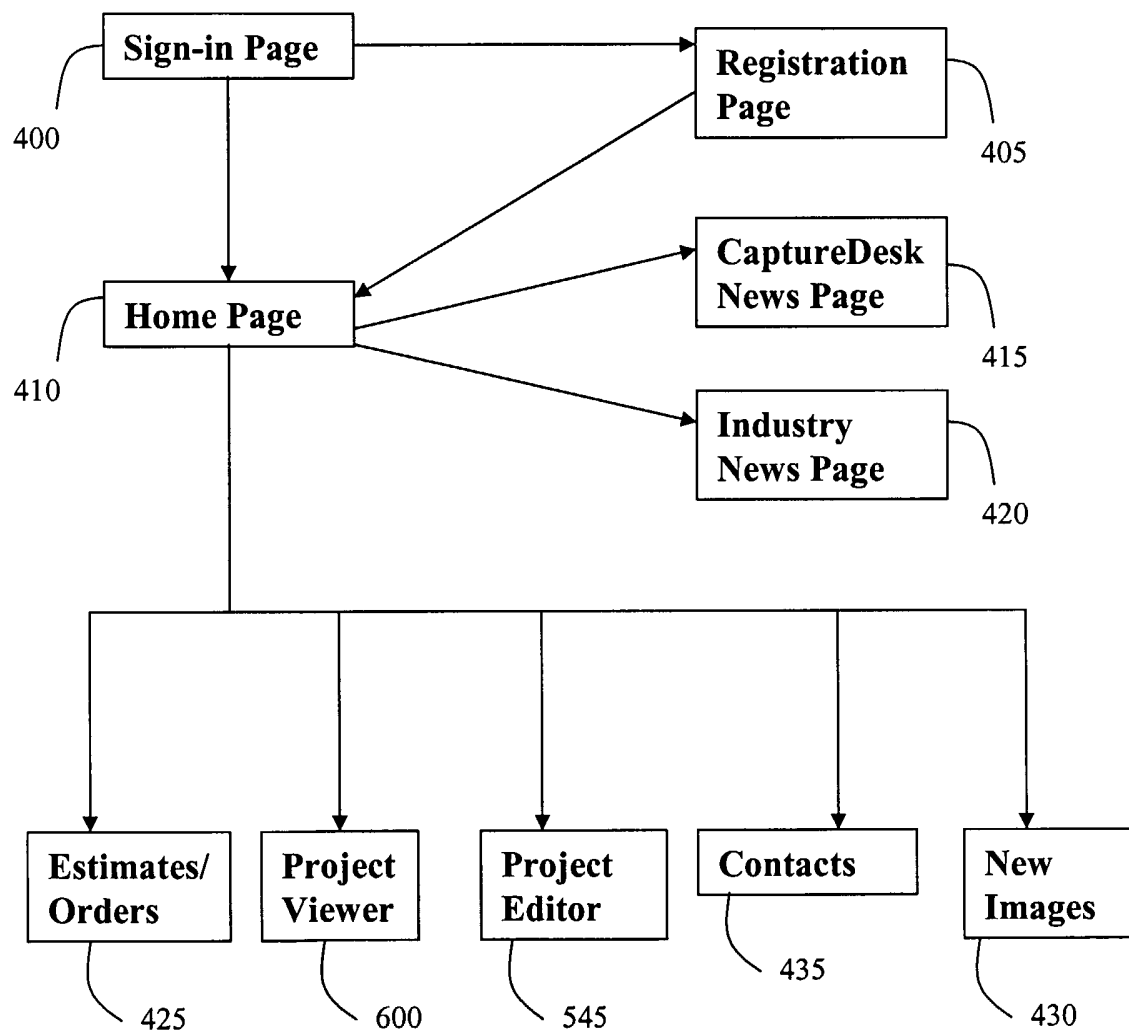 Sign-in Page
400
Registration
Page
405
CaptureDesk
News Page
415
Home Page
410
Industry
News Page
420
Estimates/
Orders
425
Project
Viewer
600
Project
Editor
545
Contacts
435
New
Images
430